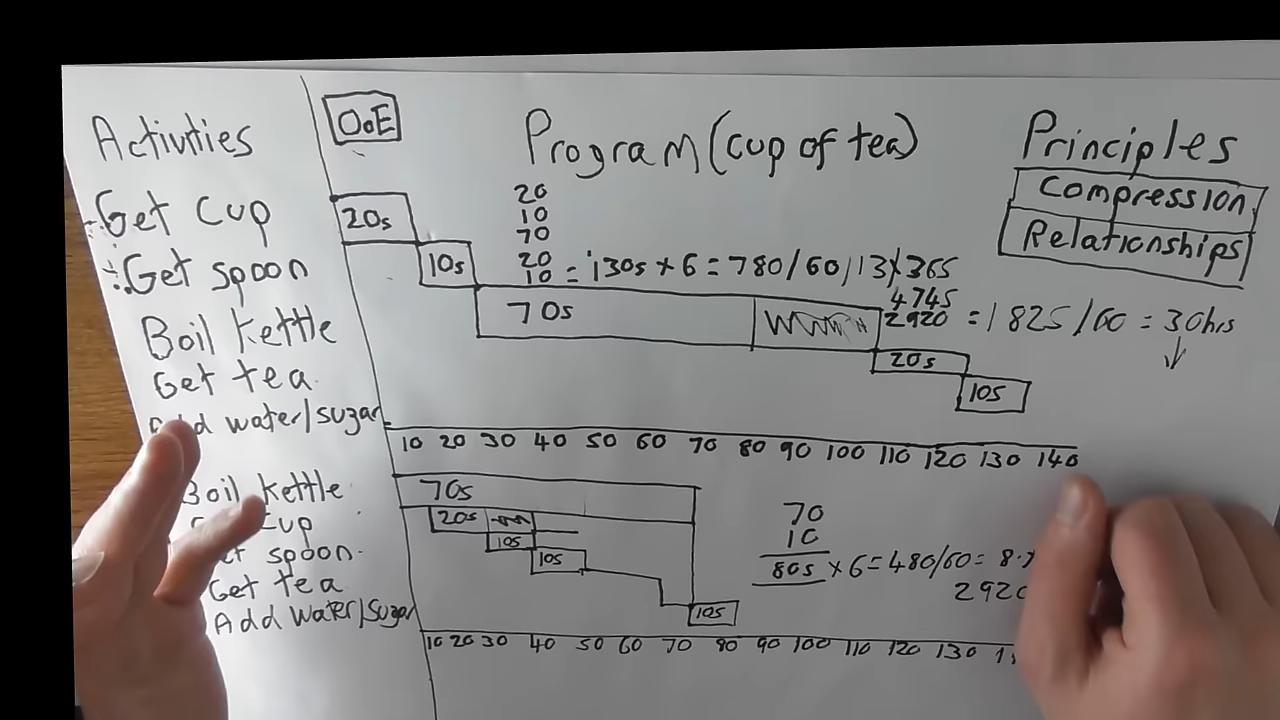 Activities
OoE
Program (cup of tea)
Principles
Compression
Relationships
Get Cup
Get spoon
Boil Kettle
Get tea
Add water/sugar
20s
10s
70s
20s
10s
20
10
70
20
10 = 130s x 6 = 780/60, 13 x 365
4745
2920 = 1825/60 = 30hrs
10 20 30 40 50 60 70 80 90 100 110 120 130 140
Boil Kettle
spoon
Get tea
Add water/sugar
70s
20s
10s
10s
10s
70
10
80s x 6 = 480/60 = 8
10 20 30 40 50 60 70 80 90 100 110 120 130